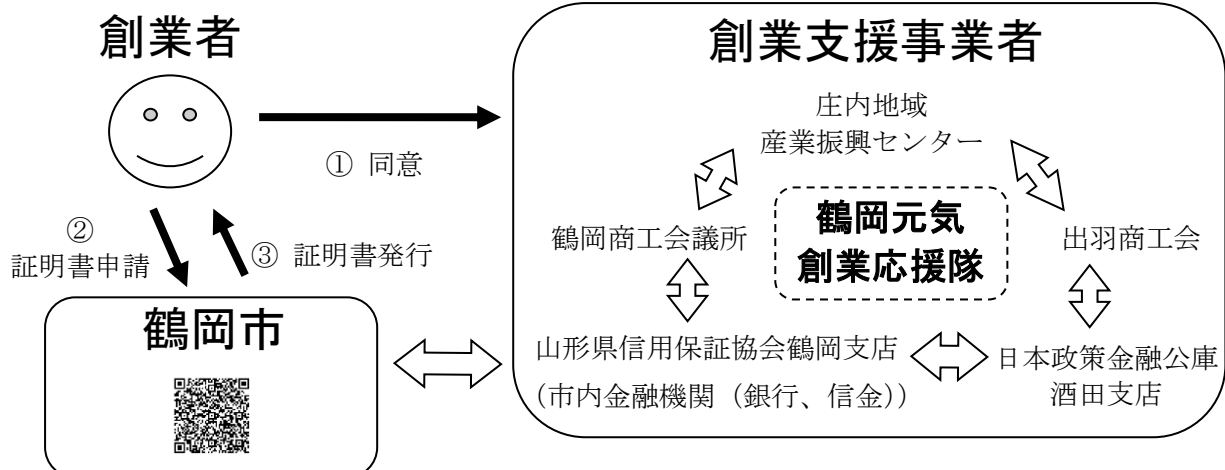 創業者
① 同意
②
証明書申請
③ 証明書発行
鶴岡市
創業支援事業者
庄内地域
産業振興センター
鶴岡商工会議所
鶴岡元気
創業応援隊
出羽商工会
山形県信用保証協会鶴岡支店
(市内金融機関（銀行、信金）)
日本政策金融公庫
酒田支店